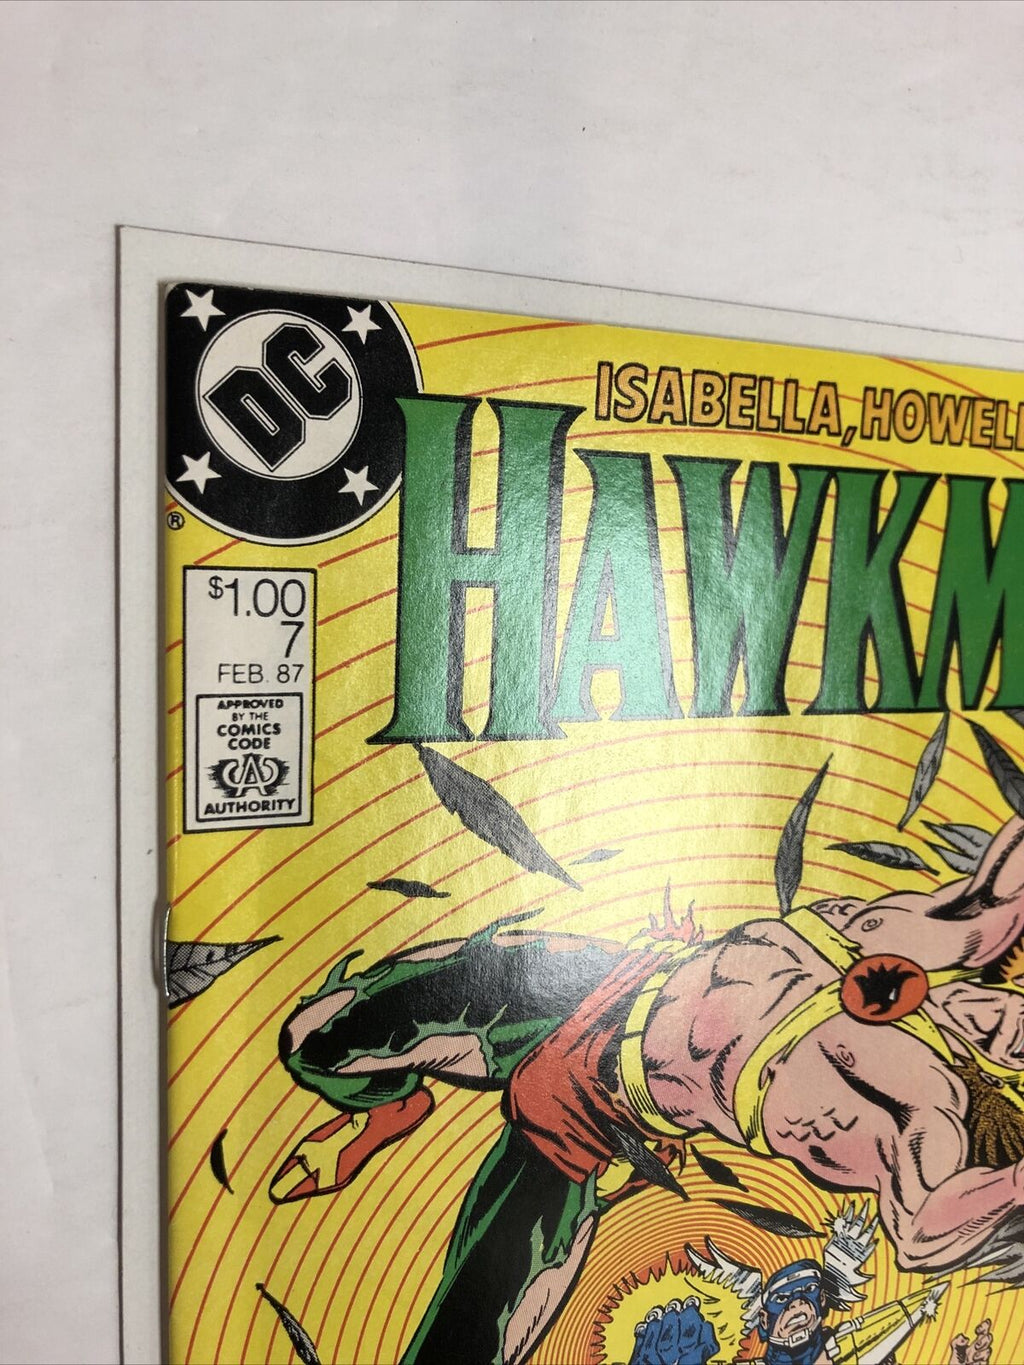 DC
®
ISABELLA, HOWELL
HAWKM
$1.00
7
FEB. 87
APPROVED
BY THE
COMICS
CODE
CA
AUTHORITY